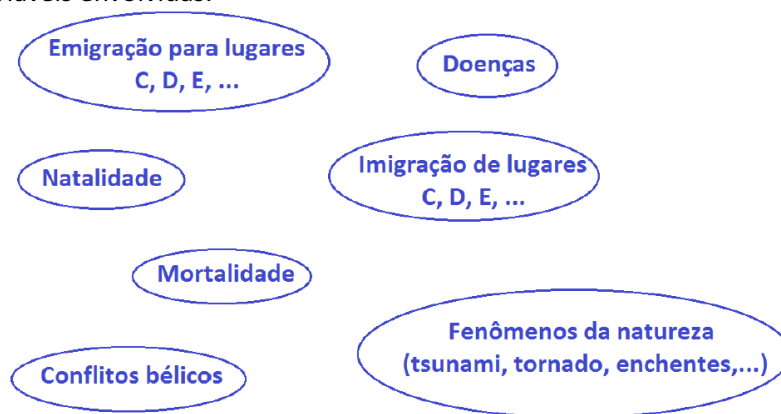 Emigração para lugares
C, D, E, ...
Doenças
Natalidade
Imigração de lugares
C, D, E, ...
Mortalidade
Fenômenos da natureza
(tsunami, tornado, enchentes,...)
Conflitos bélicos